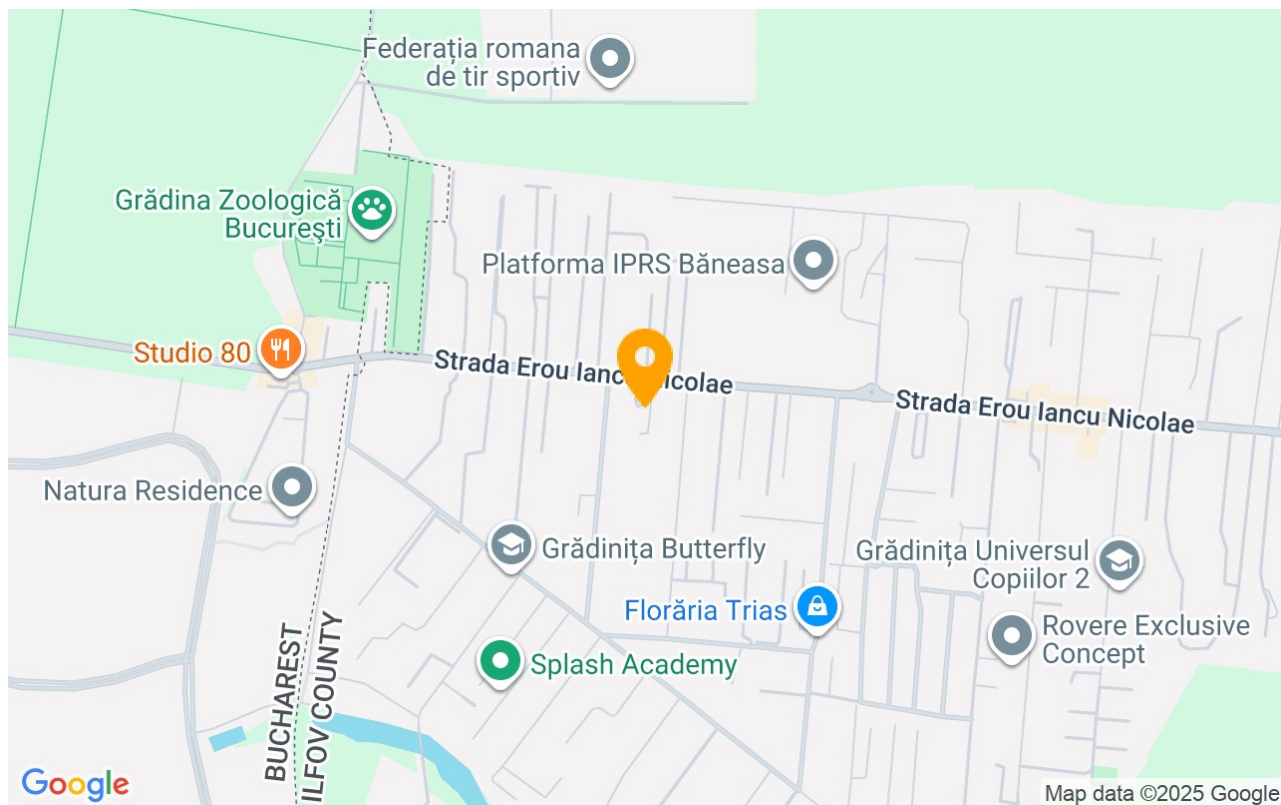 Federația romana
de tir sportiv
Grădina Zoologică
București
Platforma IPRS Băneasa
Studio 80
Strada Erou Iancu Nicolae
Strada Erou Iancu Nicolae
Natura Residence
Grădinița Butterfly
Grădinița Universul
Copiilor 2
Florăria Trias
Rovere Exclusive
Concept
Splash Academy
BUCHAREST
ILFOV COUNTY
Google
Map data ©2025 Google